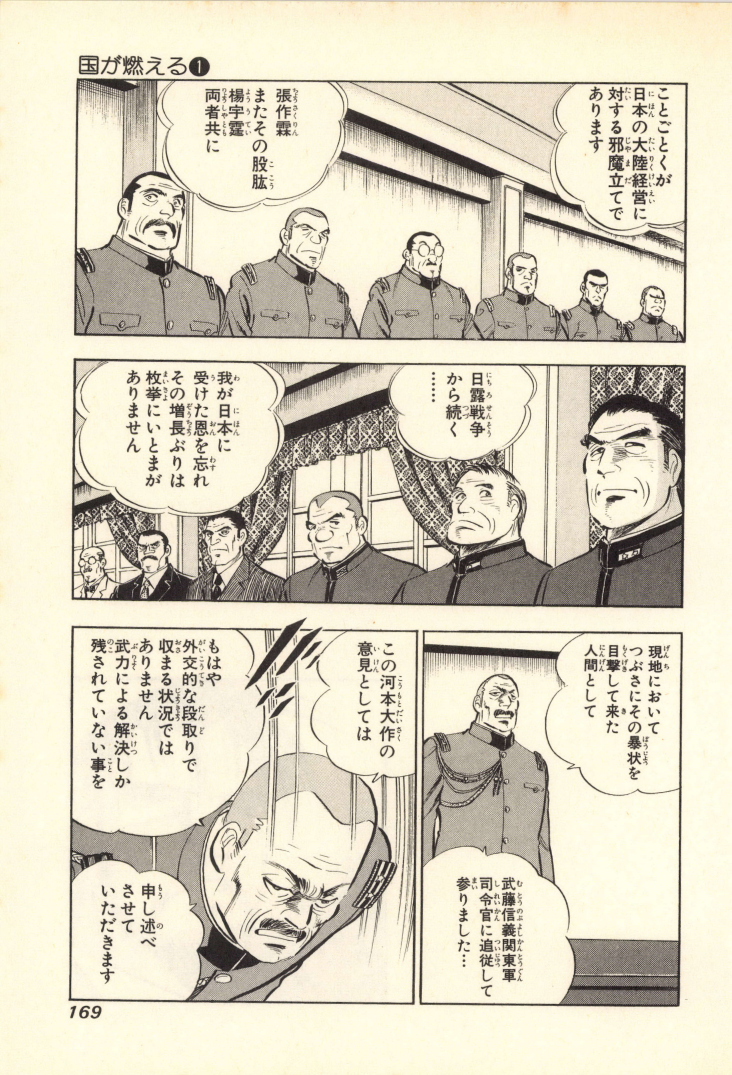 国が燃える❶
ことごとくが
日本の大陸経営に
対する邪魔立てで
あります
張作霖
またその股肱
楊宇霆
両者共に
日露戦争
から続く
……
我が日本に
受けた恩を忘れ
その増長ぶりは
枚挙にいとまが
ありません
現地において
つぶさにその暴状を
目撃して来た
人間として
武藤信義関東軍
司令官に追従して
参りました…
この河本大作の
意見としては
もはや
外交的な段取りで
収まる状況では
ありません
武力による解決しか
残されていない事を
申し述べ
させて
いただきます
169